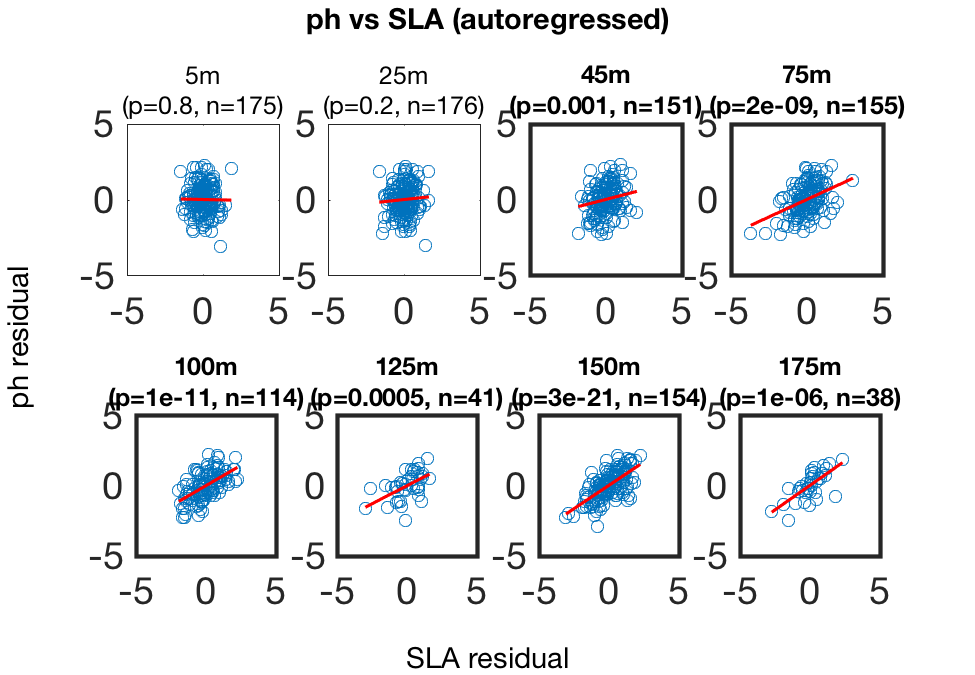 ph vs SLA (autoregressed)
5m
(p=0.8, n=175)
25m
(p=0.2, n=176)
45m
(p=0.001, n=151)
75m
(p=2e-09, n=155)
5
0
-5
-5 0 5
5
0
-5
-5 0 5
5
0
-5
-5 0 5
5
0
-5
-5 0 5
ph residual
100m
(p=1e-11, n=114)
125m
(p=0.0005, n=41)
150m
(p=3e-21, n=154)
175m
(p=1e-06, n=38)
5
0
-5
-5 0 5
5
0
-5
-5 0 5
5
0
-5
-5 0 5
5
0
-5
-5 0 5
SLA residual